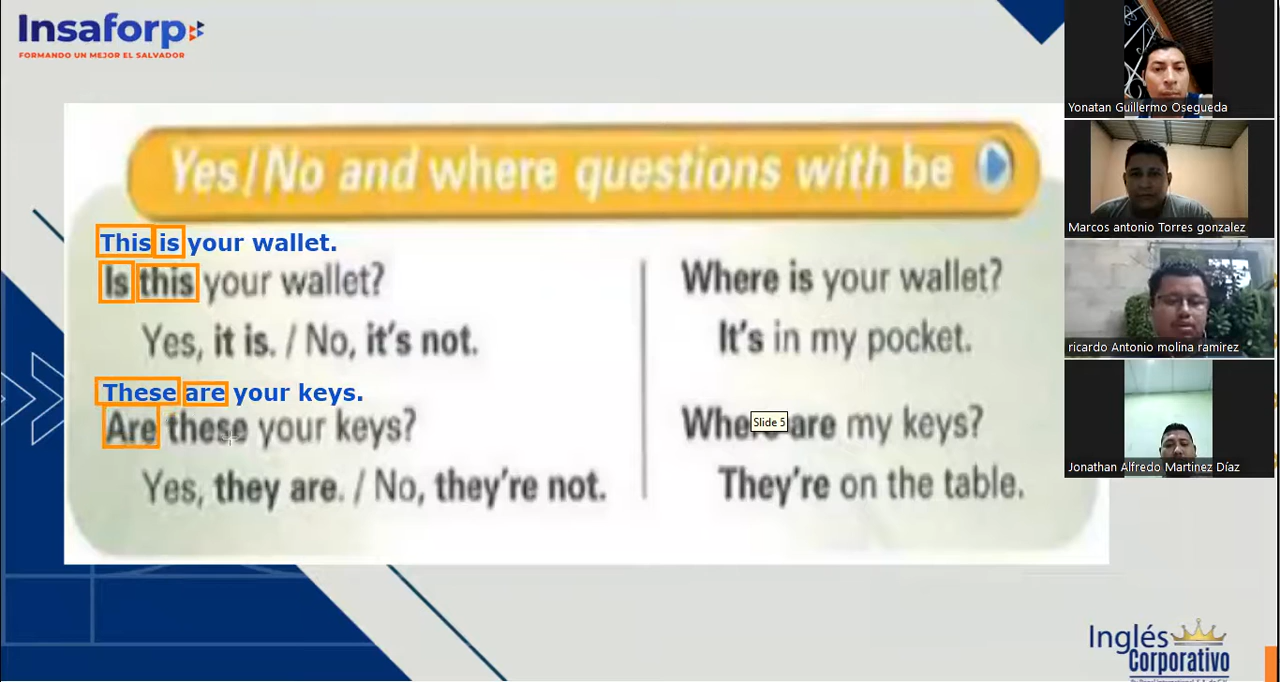 Insaforp
FORMANDO UN MEJOR EL SALVADOR
Yes/No and where questions with be
This is your wallet.
Is this your wallet?
Yes, it is. / No, it's not.
These are your keys.
Are these your keys?
Yes, they are. / No, they're not.
Where is your wallet?
It's in my pocket.
Where are my keys?
Slide 5
They're on the table.
Yonatan Guillermo Osegueda
Marcos antonio Torres gonzalez
ricardo Antonio molina ramirez
Jonathan Alfredo Martinez Díaz
Inglés
Corporativo